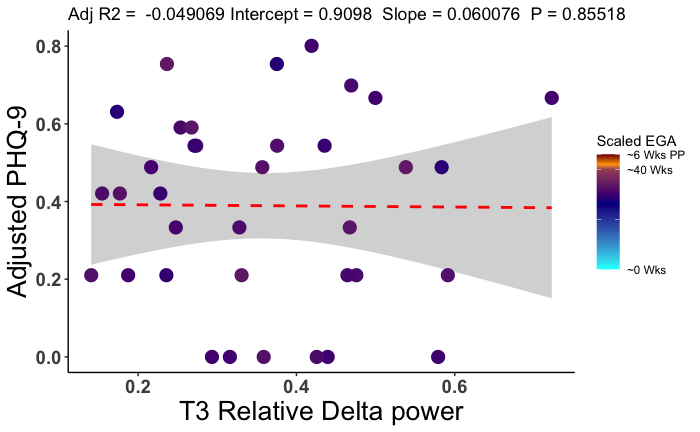 Adj R2 =  -0.049069 Intercept = 0.9098  Slope = 0.060076  P = 0.85518
Adjusted PHQ-9
0.8
0.6
0.4
0.2
0.0
0.2
0.4
0.6
T3 Relative Delta power
Scaled EGA
~6 Wks PP
~40 Wks
~0 Wks